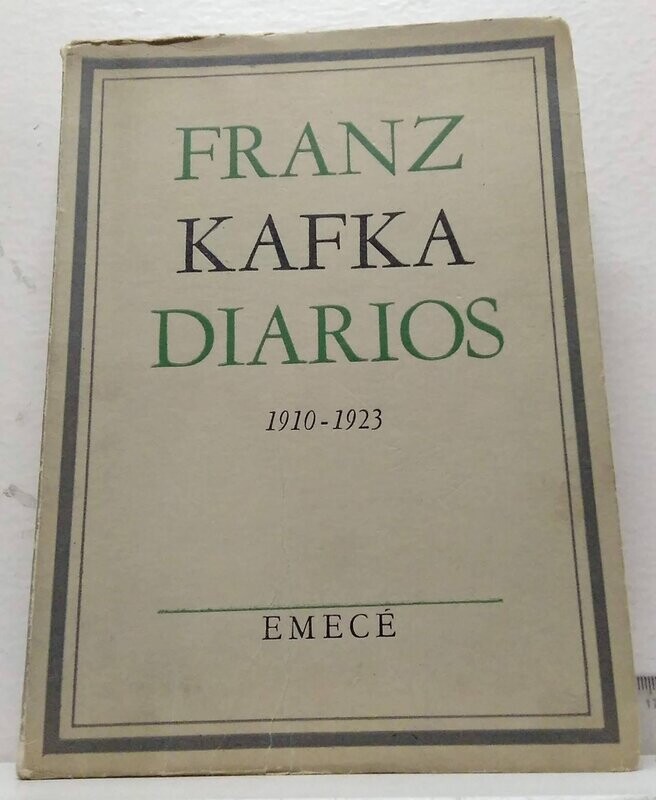 FRANZ
KAFKA
DIARIOS
1910-1923
EMECÉ